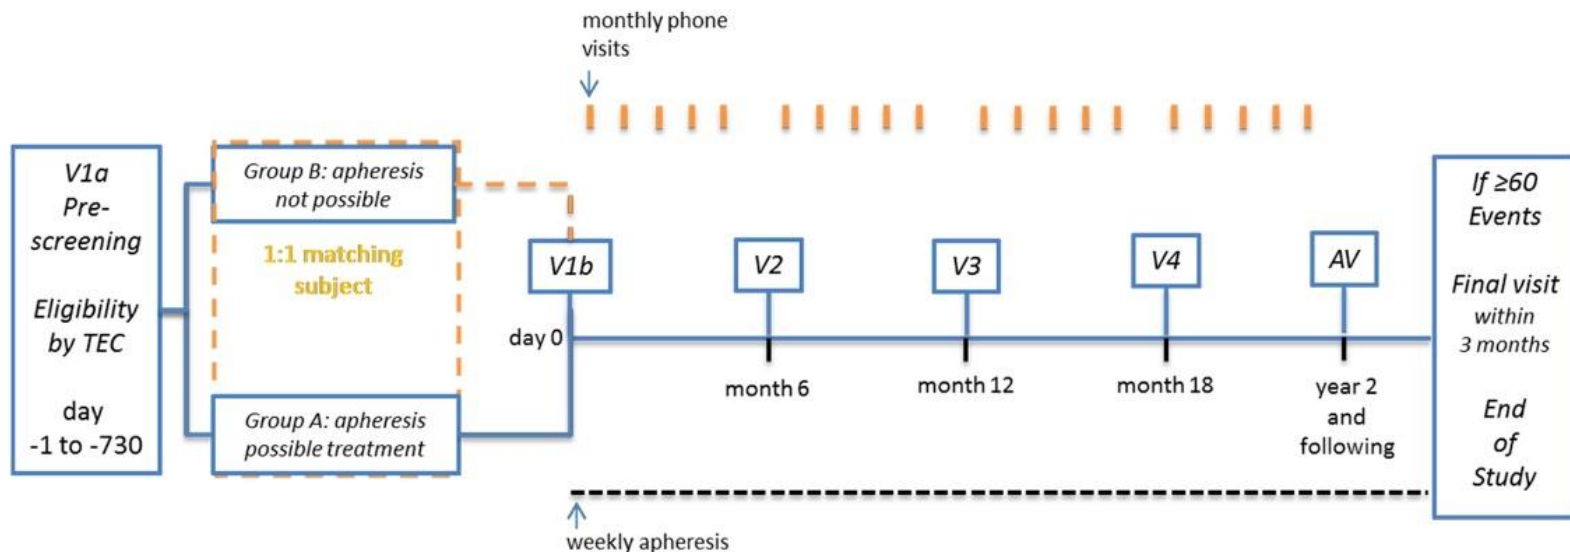 monthly phone
visits
V1a
Pre-
screening
Eligibility
by TEC
day
-1 to -730
Group B: apheresis
not possible
1:1 matching
subject
Group A: apheresis
possible treatment
V1b
V2
V3
V4
AV
day 0
month 6
month 12
month 18
year 2
and
following
weekly apheresis
If ≥60
Events
Final visit
within
3 months
End
of
Study